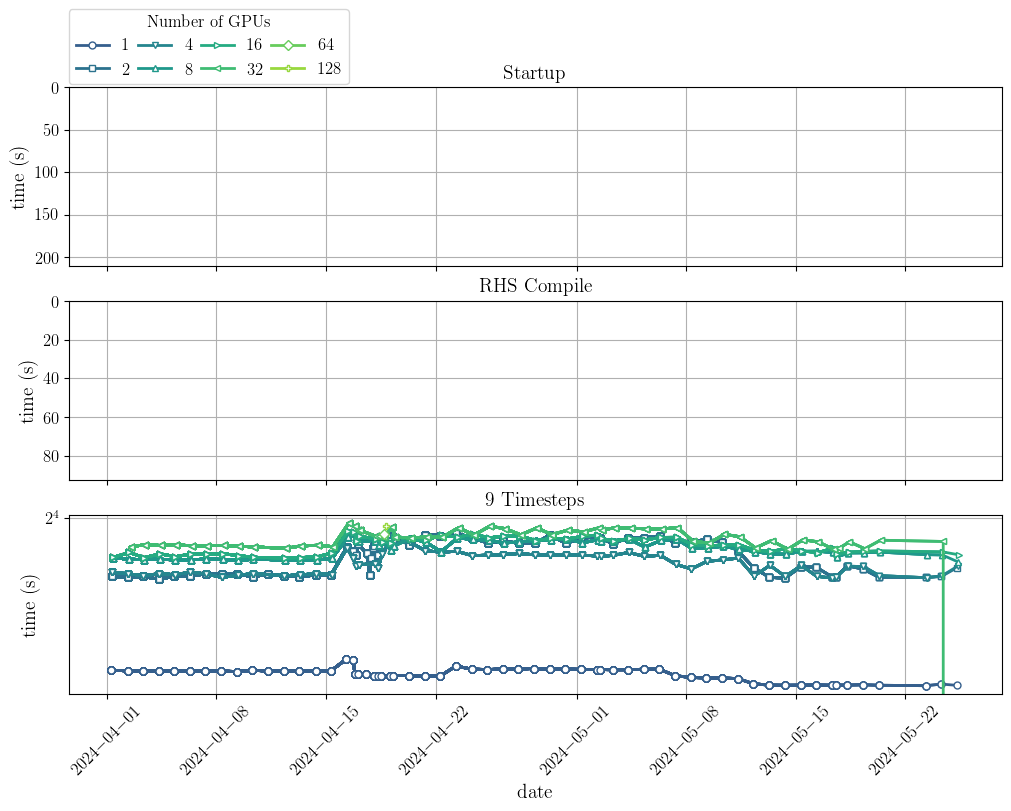 Number of GPUs
1 4 16 64
2 8 32 128
Startup
0
50
100
150
200
time (s)
RHS Compile
0
20
40
60
80
time (s)
9 Timesteps
2^4
time (s)
2024-04-01 2024-04-08 2024-04-15 2024-04-22 2024-05-01 2024-05-08 2024-05-15 2024-05-22
date